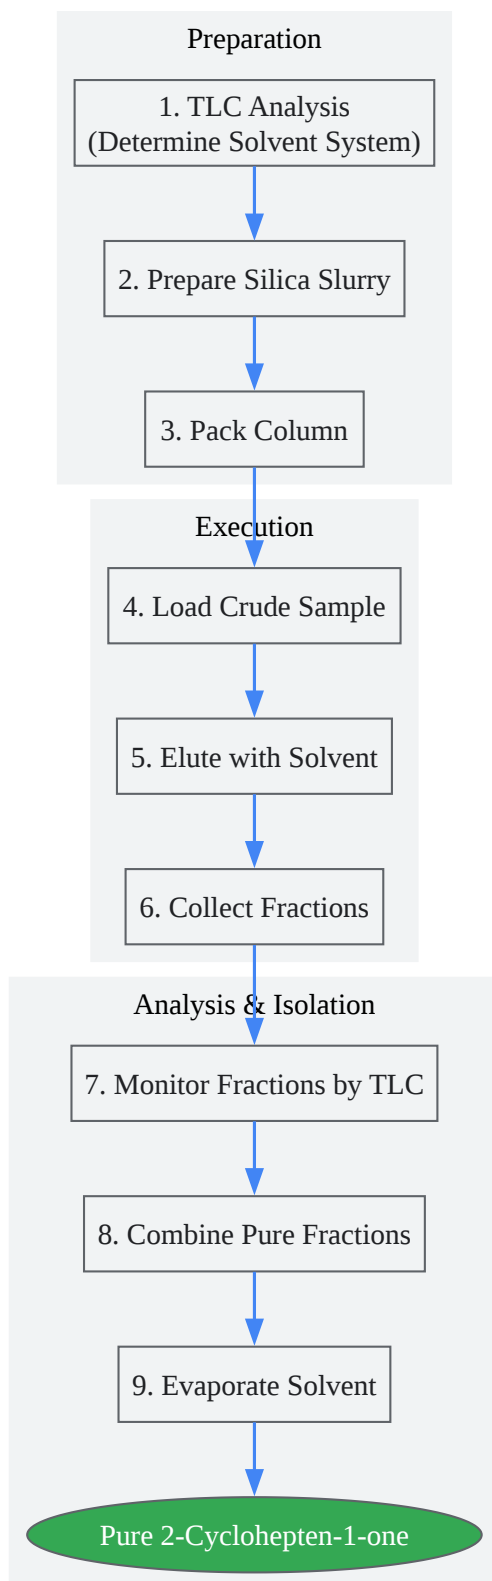 Preparation
1. TLC Analysis
(Determine Solvent System)
2. Prepare Silica Slurry
3. Pack Column
Execution
4. Load Crude Sample
5. Elute with Solvent
6. Collect Fractions
Analysis & Isolation
7. Monitor Fractions by TLC
8. Combine Pure Fractions
9. Evaporate Solvent
Pure 2-Cyclohepten-1-one